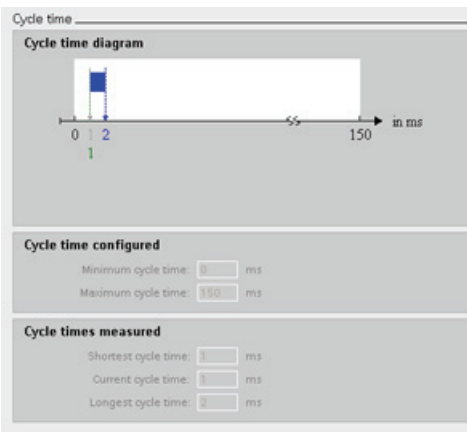 Cycle time
Cycle time diagram
0 1 2 150 in ms
1
Cycle time configured
Minimum cycle time: 0 ms
Maximum cycle time: 150 ms
Cycle times measured
Shortest cycle time: 1 ms
Current cycle time: 1 ms
Longest cycle time: 2 ms